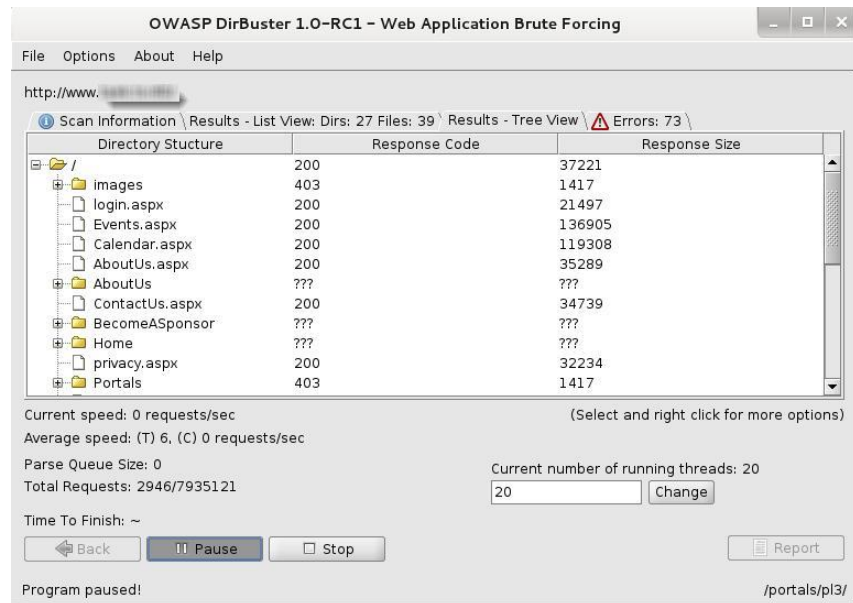 OWASP DirBuster 1.0-RC1 - Web Application Brute Forcing
File Options About Help
http://www.
Scan Information Results - List View: Dirs: 27 Files: 39 Results - Tree View Errors: 73
Directory Stucture Response Code Response Size
/ 200 37221
images 403 1417
login.aspx 200 21497
Events.aspx 200 136905
Calendar.aspx 200 119308
AboutUs.aspx 200 35289
AboutUs ??? ???
ContactUs.aspx 200 34739
BecomeASponsor ??? ???
Home ??? ???
privacy.aspx 200 32234
Portals 403 1417
Current speed: 0 requests/sec (Select and right click for more options)
Average speed: (T) 6, (C) 0 requests/sec
Parse Queue Size: 0 Current number of running threads: 20
Total Requests: 2946/7935121 20 Change
Time To Finish: ~
Back Pause Stop Report
Program paused! /portals/pl3/